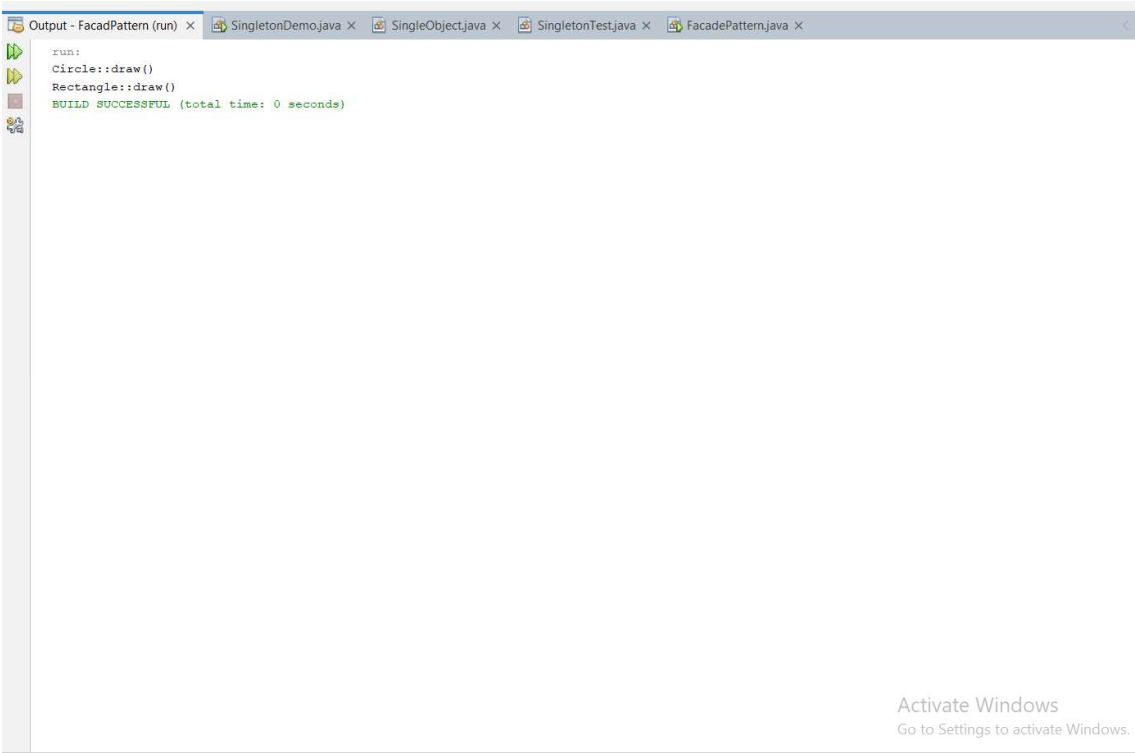 Output - FacadPattern (run) × SingletonDemo.java × SingleObject.java × SingletonTest.java × FacadePattern.java ×
run:
Circle::draw()
Rectangle::draw()
BUILD SUCCESSFUL (total time: 0 seconds)
Activate Windows
Go to Settings to activate Windows.